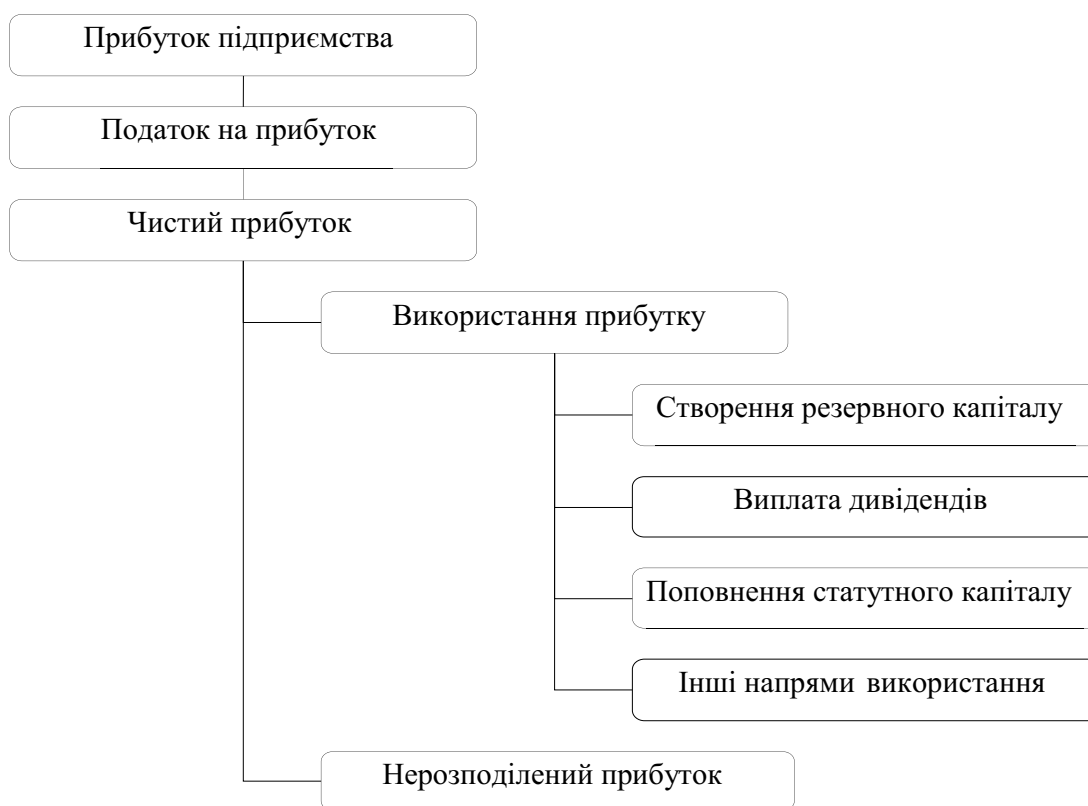 Прибуток підприємства
Податок на прибуток
Чистий прибуток
Використання прибутку
Створення резервного капіталу
Виплата дивідендів
Поповнення статутного капіталу
Інші напрями використання
Нерозподілений прибуток